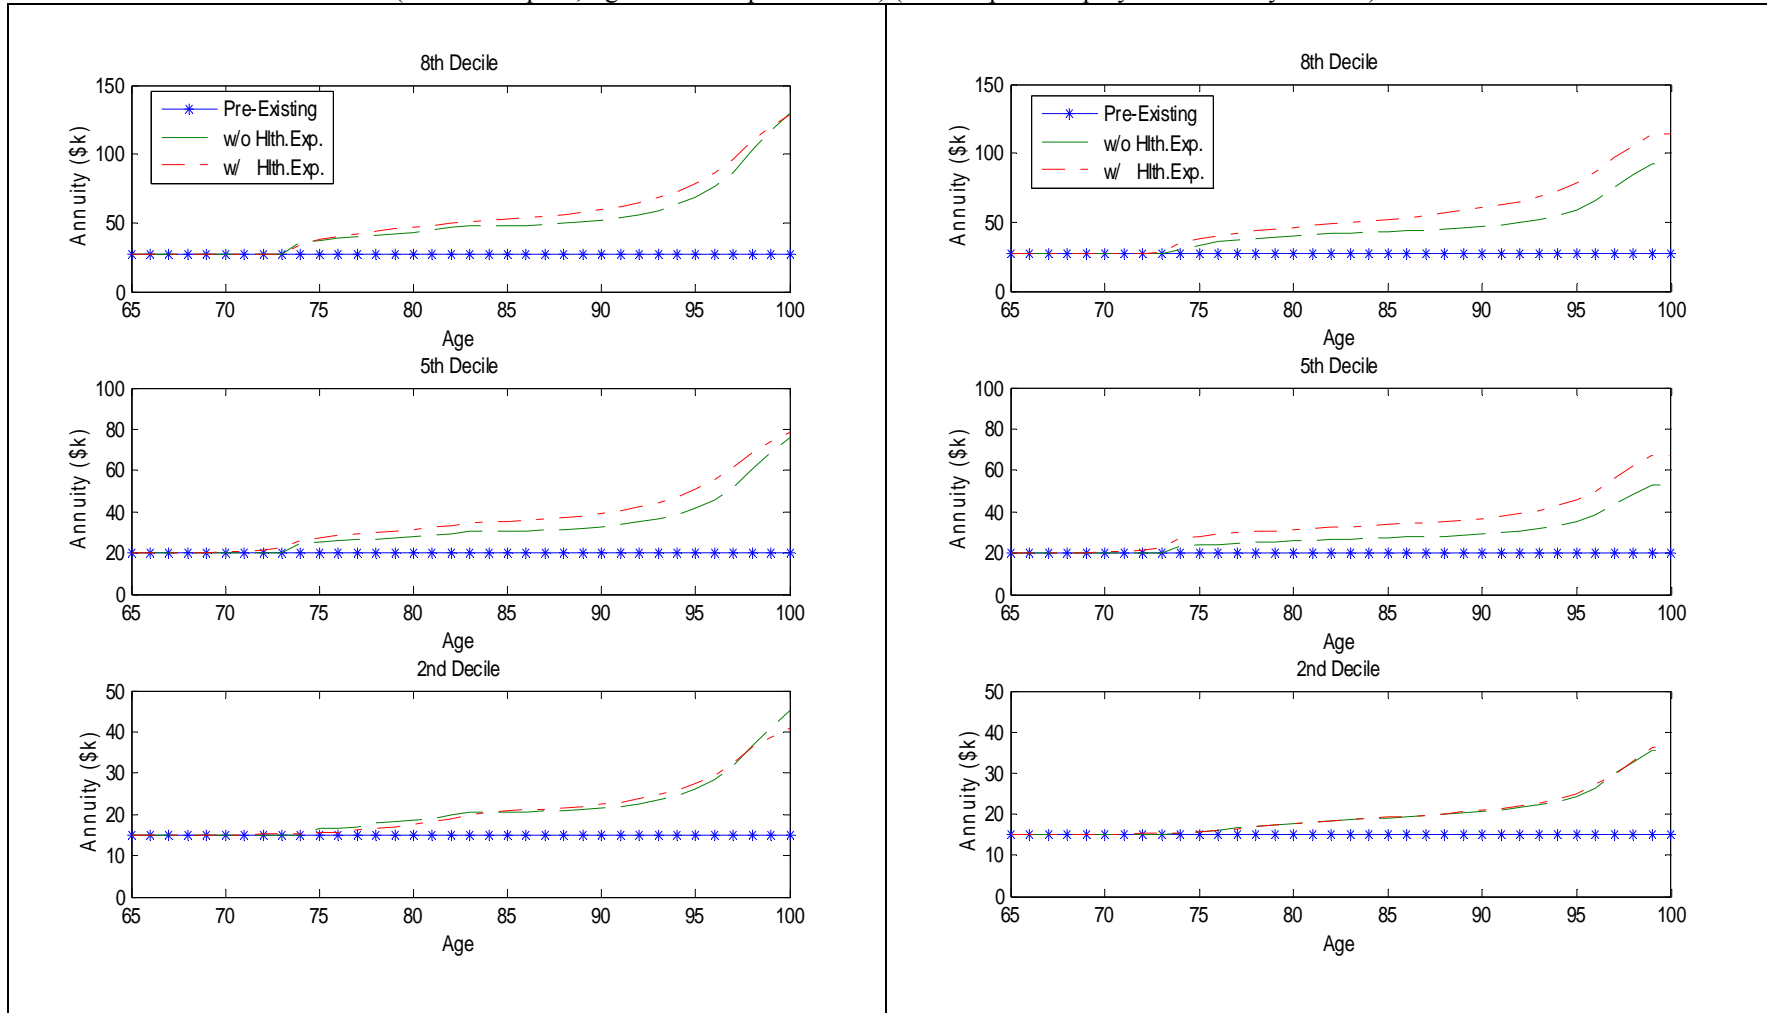 8th Decile
150
100
50
0
Annuity ($k)
Pre-Existing
w/o Hlth.Exp.
w/ Hlth.Exp.
65 70 75 80 85 90 95 100
Age
5th Decile
100
80
60
40
20
0
Annuity ($k)
65 70 75 80 85 90 95 100
Age
2nd Decile
50
40
30
20
10
0
Annuity ($k)
65 70 75 80 85 90 95 100
Age
8th Decile
150
100
50
0
Annuity ($k)
Pre-Existing
w/o Hlth.Exp.
w/ Hlth.Exp.
65 70 75 80 85 90 95 100
Age
5th Decile
100
80
60
40
20
0
Annuity ($k)
65 70 75 80 85 90 95 100
Age
2nd Decile
50
40
30
20
10
0
Annuity ($k)
65 70 75 80 85 90 95 100
Age